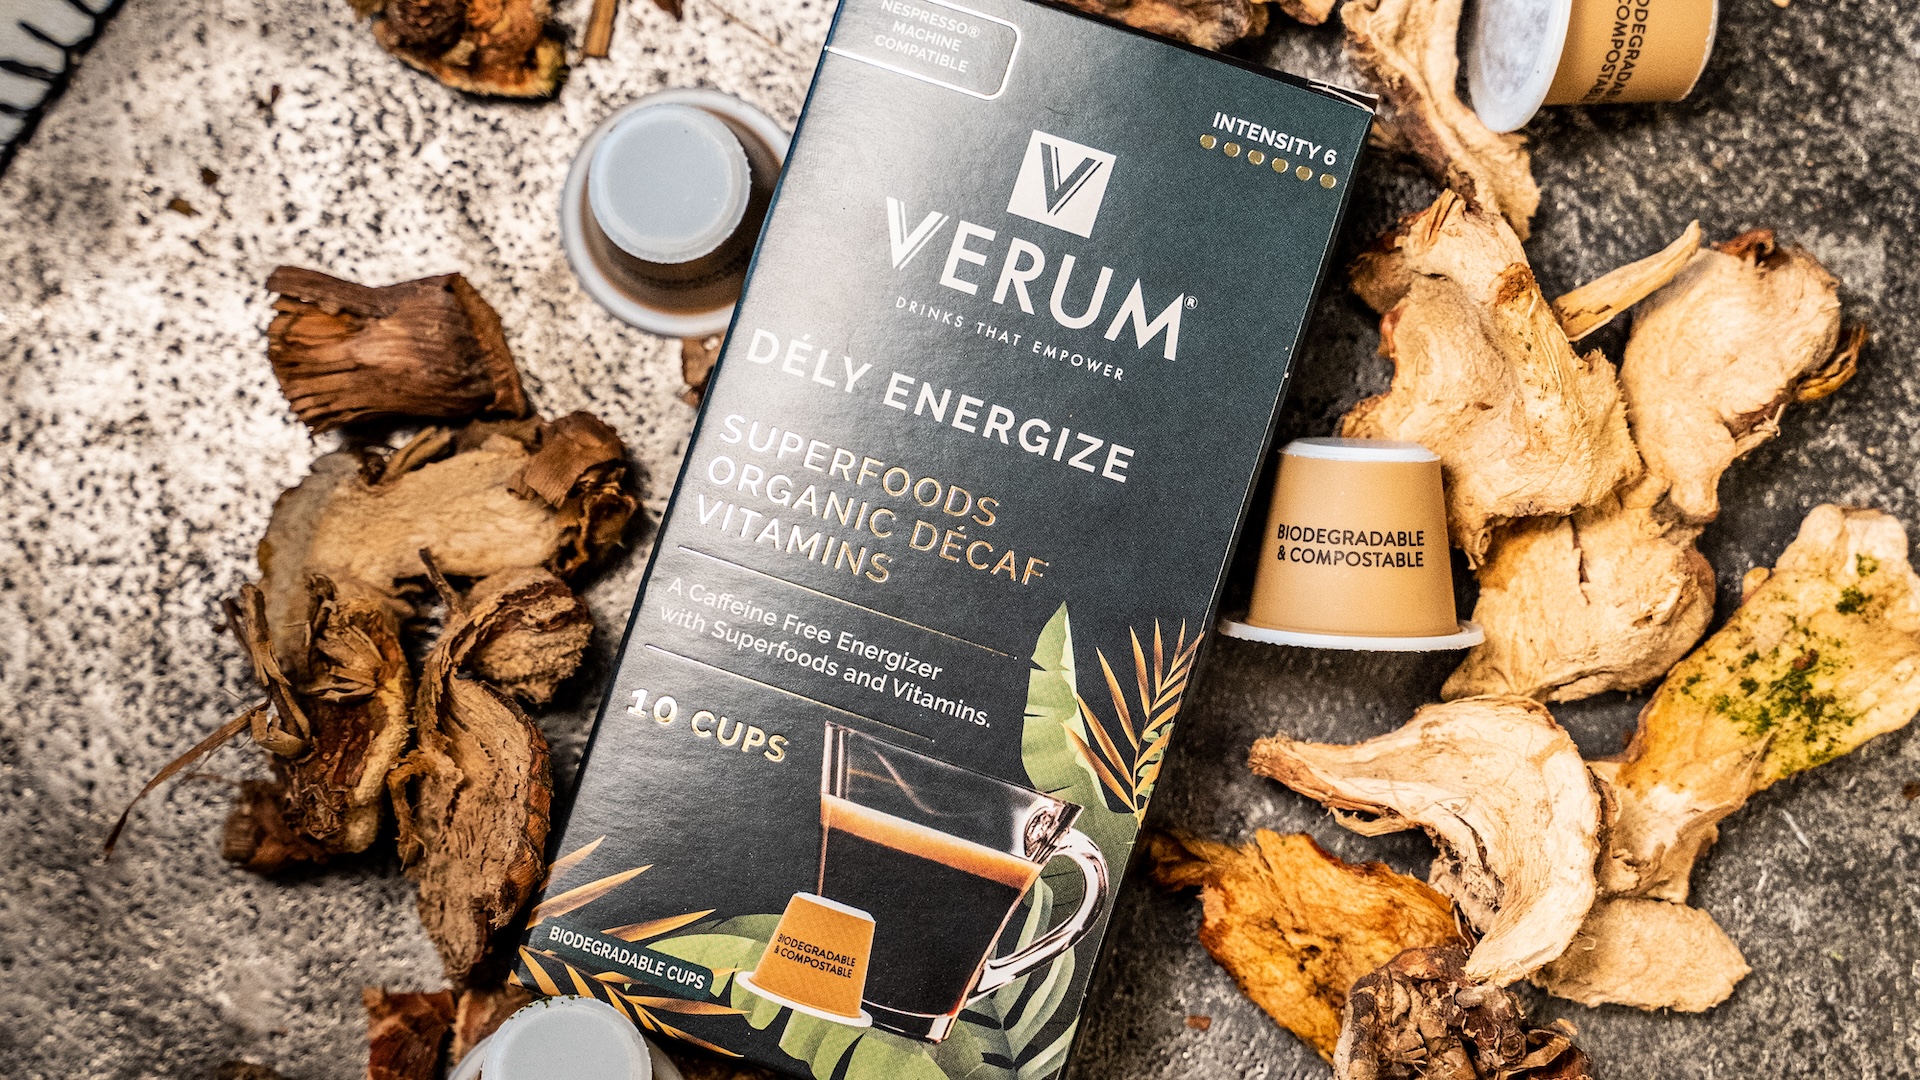 NESPRESSO®
MACHINE
COMPATIBLE
INTENSITY 6
V
VERUM®
DRINKS THAT EMPOWER
DÉLY ENERGIZE
SUPERFOODS
ORGANIC DÉCAF
VITAMINS
A Caffeine Free Energizer
with Superfoods and Vitamins.
10 CUPS
BIODEGRADABLE
& COMPOSTABLE
BIODEGRADABLE CUPS
BIODEGRADABLE
& COMPOSTABLE